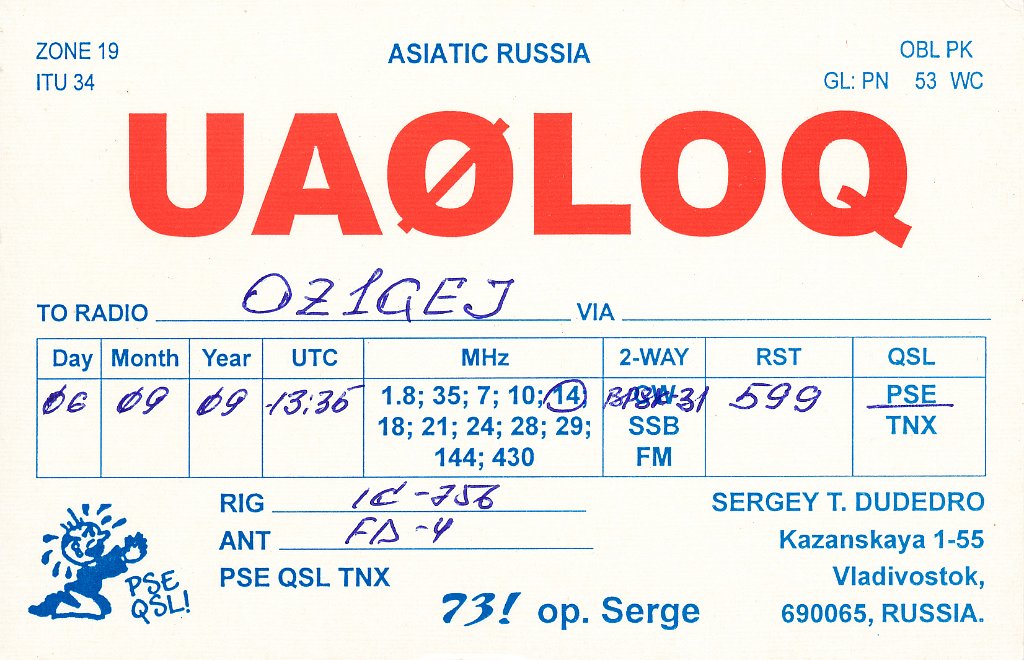 ZONE 19 ASIATIC RUSSIA OBL PK
ITU 34 GL: PN 53 WC
UAØLOQ
TO RADIO OZ1GEJ VIA
Day Month Year UTC MHz 2-WAY RST QSL
06 09 09 13:35 1.8; 35; 7; 10; 14; BPSK-31 599 PSE
18; 21; 24; 28; 29; SSB TNX
144; 430 FM
RIG IC-756 SERGEY T. DUDEDRO
ANT FD-4 Kazanskaya 1-55
PSE QSL TNX Vladivostok,
73! op. Serge 690065, RUSSIA.
PSE
QSL!